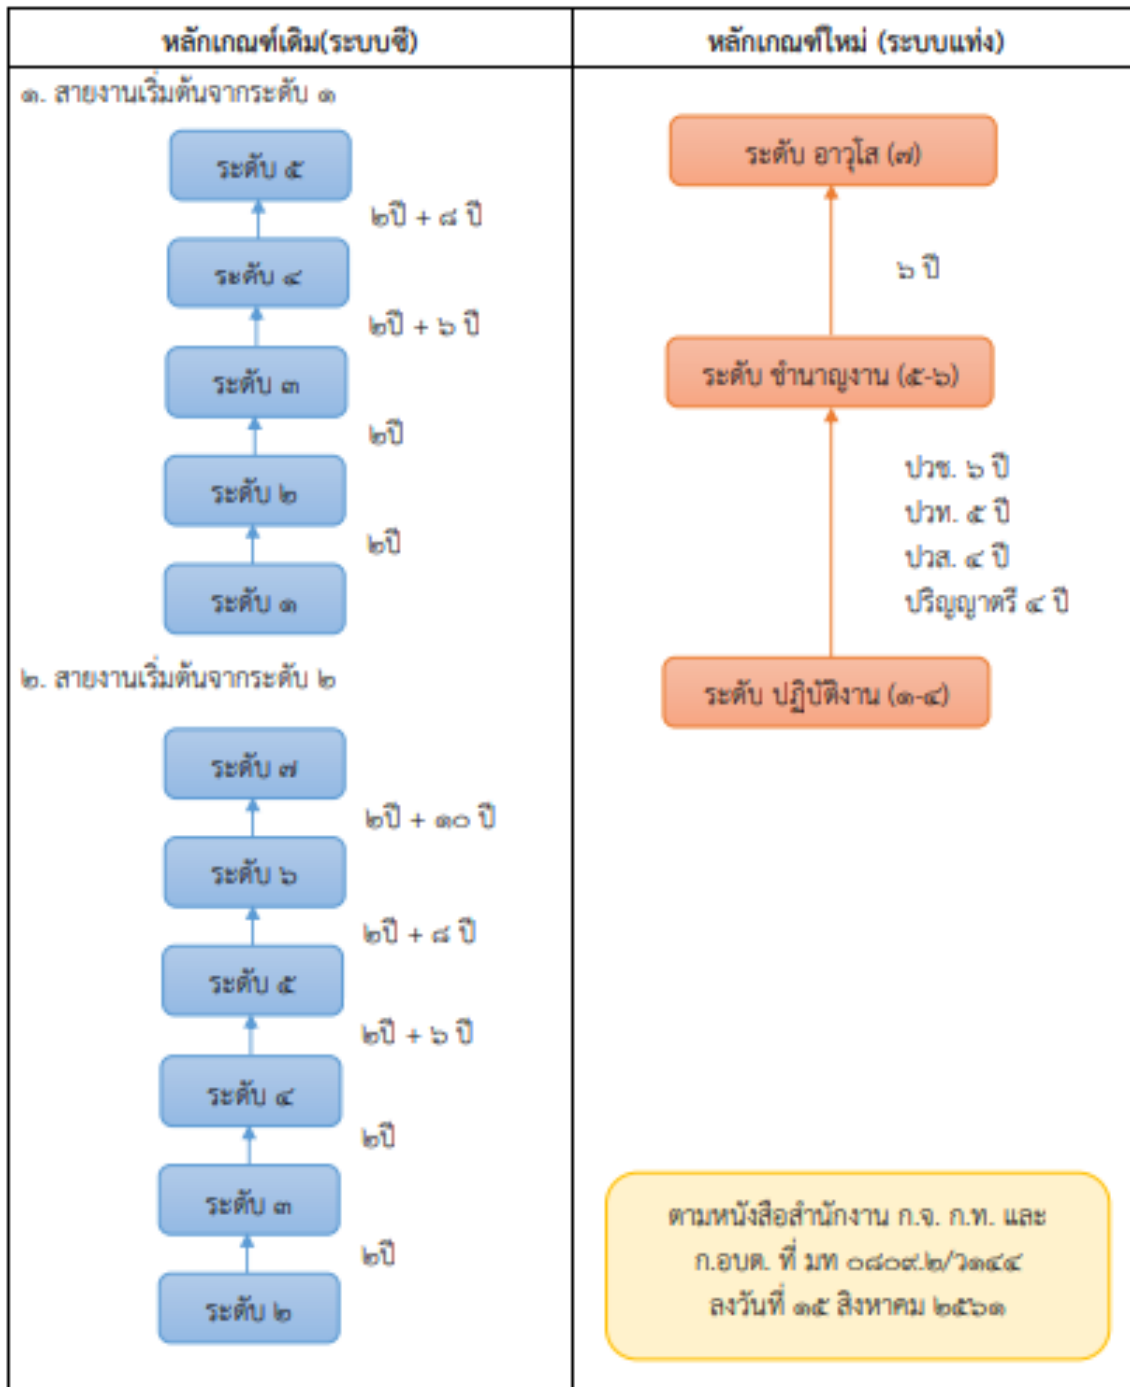 หลักเกณฑ์เดิม(ระบบซี)
๑. สายงานเริ่มต้นจากระดับ ๑
ระดับ ๕
๒ปี + ๘ ปี
ระดับ ๔
๒ปี + ๖ ปี
ระดับ ๓
๒ปี
ระดับ ๒
๒ปี
ระดับ ๑
๒. สายงานเริ่มต้นจากระดับ ๒
ระดับ ๗
๒ปี + ๑๐ ปี
ระดับ ๖
๒ปี + ๘ ปี
ระดับ ๕
๒ปี + ๖ ปี
ระดับ ๔
๒ปี
ระดับ ๓
๒ปี
ระดับ ๒
หลักเกณฑ์ใหม่ (ระบบแท่ง)
ระดับ อาวุโส (๗)
๖ ปี
ระดับ ชำนาญงาน (๕-๖)
ปวช. ๖ ปี
ปวท. ๕ ปี
ปวส. ๔ ปี
ปริญญาตรี ๔ ปี
ระดับ ปฏิบัติงาน (๑-๔)
ตามหนังสือสำนักงาน ก.จ. ก.ท. และ
ก.อบต. ที่ มท ๐๘๐๙.๒/ว๑๔๔
ลงวันที่ ๑๕ สิงหาคม ๒๕๖๑